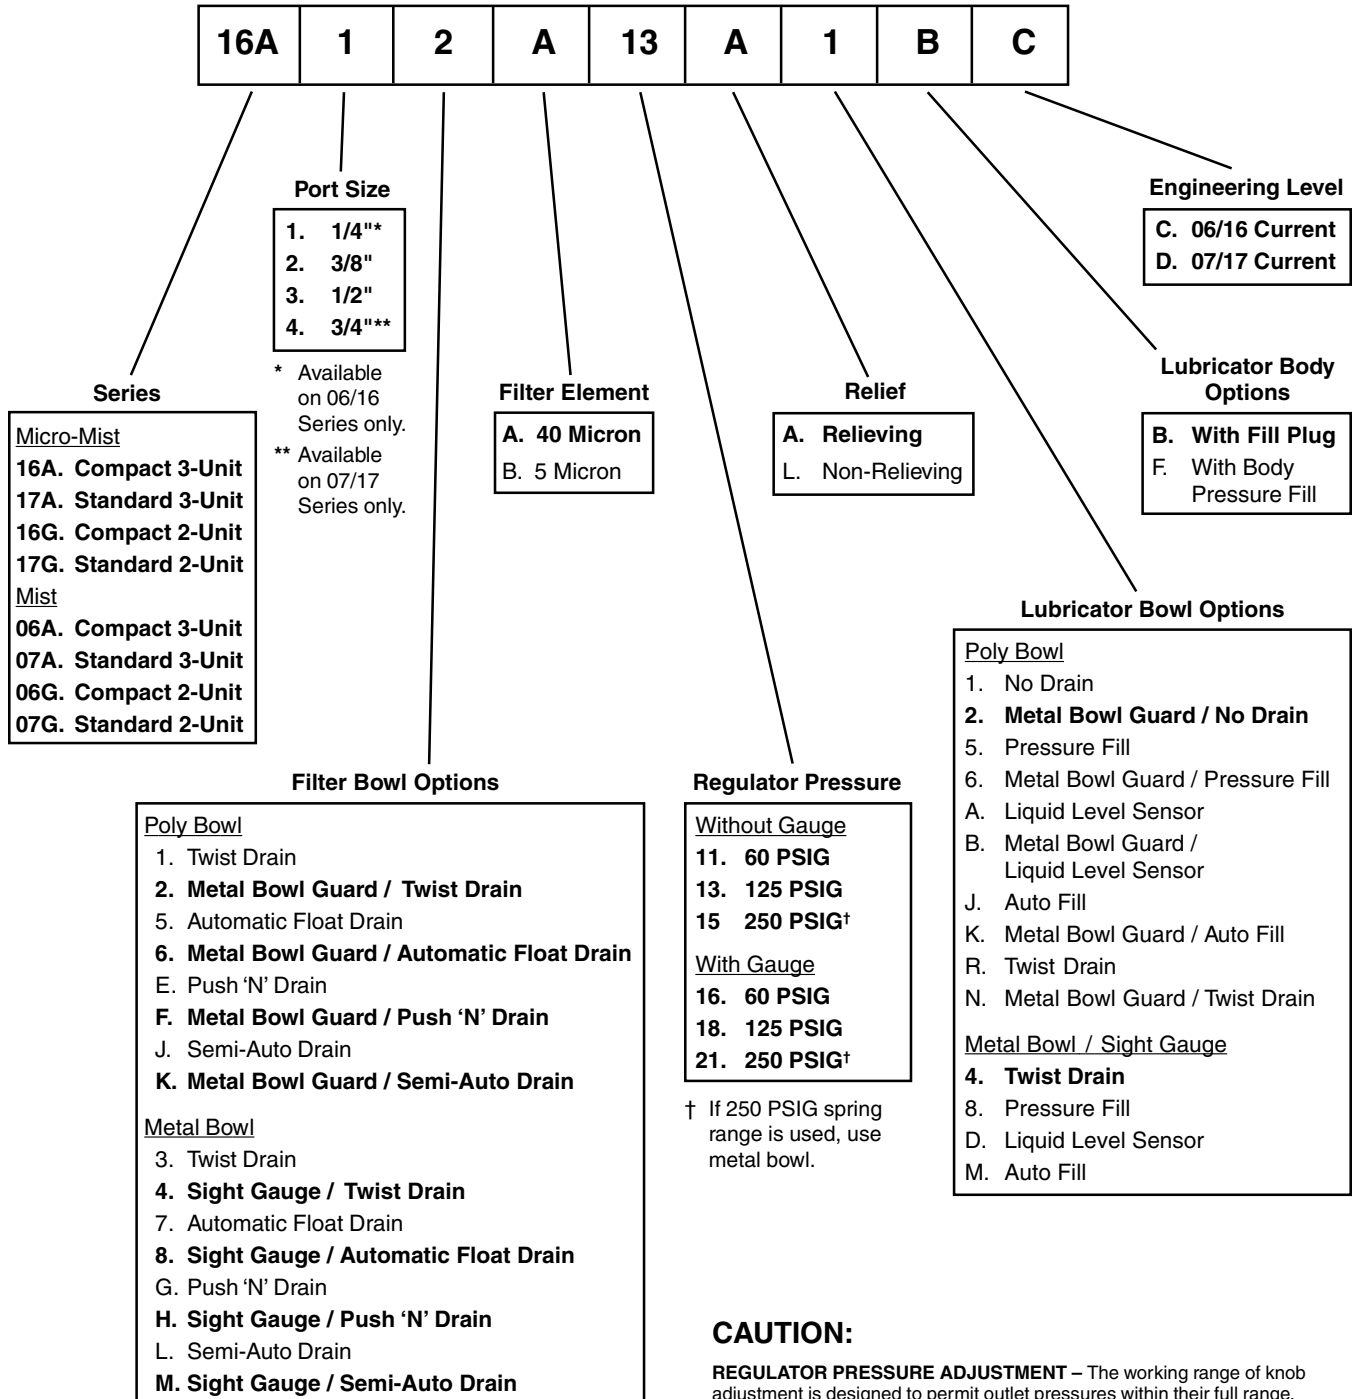 16A 1 2 A 13 A 1 B C
Port Size
1. 1/4"*
2. 3/8"
3. 1/2"
4. 3/4"**
* Available
on 06/16
Series only.
** Available
on 07/17
Series only.
Engineering Level
C. 06/16 Current
D. 07/17 Current
Series
Micro-Mist
16A. Compact 3-Unit
17A. Standard 3-Unit
16G. Compact 2-Unit
17G. Standard 2-Unit
Mist
06A. Compact 3-Unit
07A. Standard 3-Unit
06G. Compact 2-Unit
07G. Standard 2-Unit
Filter Element
A. 40 Micron
B. 5 Micron
Relief
A. Relieving
L. Non-Relieving
Lubricator Body
Options
B. With Fill Plug
F. With Body
Pressure Fill
Lubricator Bowl Options
Poly Bowl
1. No Drain
2. Metal Bowl Guard / No Drain
5. Pressure Fill
6. Metal Bowl Guard / Pressure Fill
A. Liquid Level Sensor
B. Metal Bowl Guard /
Liquid Level Sensor
J. Auto Fill
K. Metal Bowl Guard / Auto Fill
R. Twist Drain
N. Metal Bowl Guard / Twist Drain
Metal Bowl / Sight Gauge
4. Twist Drain
8. Pressure Fill
D. Liquid Level Sensor
M. Auto Fill
Filter Bowl Options
Poly Bowl
1. Twist Drain
2. Metal Bowl Guard / Twist Drain
5. Automatic Float Drain
6. Metal Bowl Guard / Automatic Float Drain
E. Push ‘N’ Drain
F. Metal Bowl Guard / Push ‘N’ Drain
J. Semi-Auto Drain
K. Metal Bowl Guard / Semi-Auto Drain
Metal Bowl
3. Twist Drain
4. Sight Gauge / Twist Drain
7. Automatic Float Drain
8. Sight Gauge / Automatic Float Drain
G. Push ‘N’ Drain
H. Sight Gauge / Push ‘N’ Drain
L. Semi-Auto Drain
M. Sight Gauge / Semi-Auto Drain
Regulator Pressure
Without Gauge
11. 60 PSIG
13. 125 PSIG
15 250 PSIG†
With Gauge
16. 60 PSIG
18. 125 PSIG
21. 250 PSIG†
† If 250 PSIG spring
range is used, use
metal bowl.
CAUTION:
REGULATOR PRESSURE ADJUSTMENT – The working range of knob
adjustment is designed to permit outlet pressures within their full range.